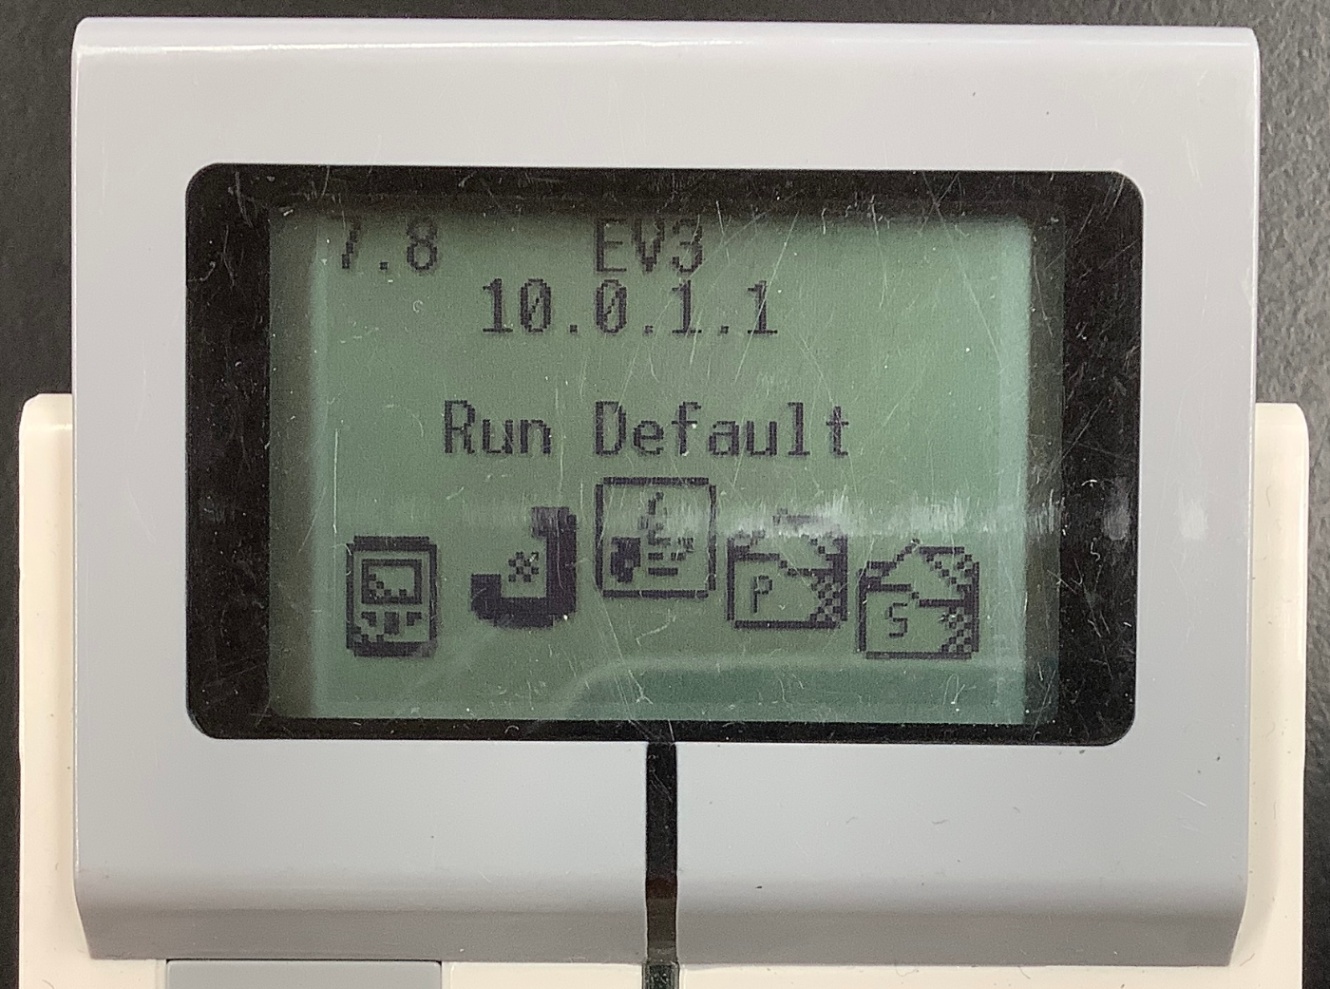 7.8 EV3
10.0.1.1
Run Default
P
S